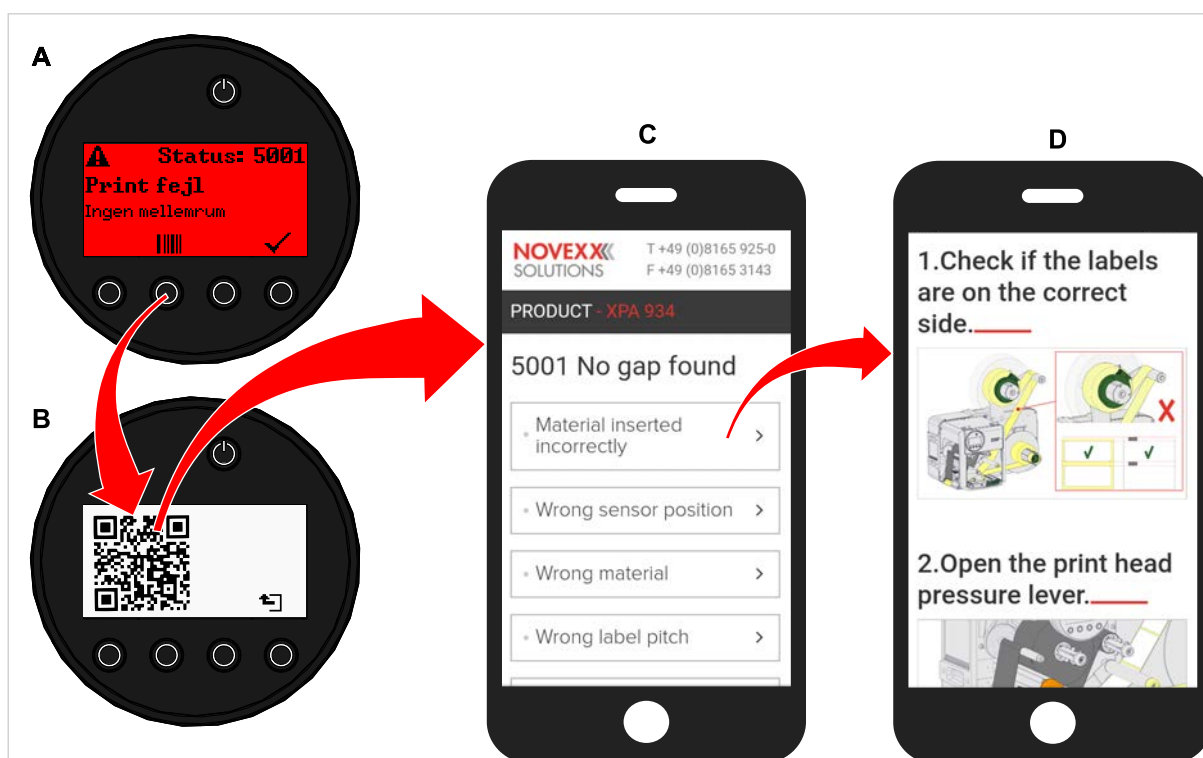 A
Status: 5001
Print fejl
Ingen mellemrum
B
C
NOVEXX
SOLUTIONS
T +49 (0)8165 925-0
F +49 (0)8165 3143
PRODUCT - XPA 934
5001 No gap found
Material inserted
incorrectly
Wrong sensor position
Wrong material
Wrong label pitch
D
1.Check if the labels
are on the correct
side.
2.Open the print head
pressure lever.